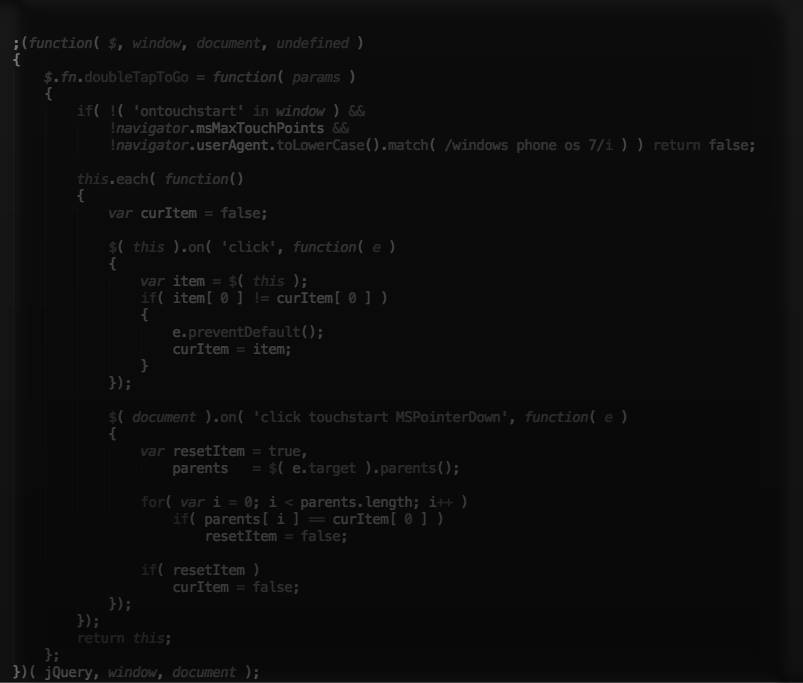 ;(function( $, window, document, undefined )
{
    $.fn.doubleTapToGo = function( params )
    {
        if( !( 'ontouchstart' in window ) &&
            !navigator.msMaxTouchPoints &&
            !navigator.userAgent.toLowerCase().match( /windows phone os 7/i ) ) return false;

        this.each( function()
        {
            var curItem = false;

            $( this ).on( 'click', function( e )
            {
                var item = $( this );
                if( item[ 0 ] != curItem[ 0 ] )
                {
                    e.preventDefault();
                    curItem = item;
                }
            });

            $( document ).on( 'click touchstart MSPointerDown', function( e )
            {
                var resetItem = true,
                    parents   = $( e.target ).parents();

                for( var i = 0; i < parents.length; i++ )
                    if( parents[ i ] == curItem[ 0 ] )
                        resetItem = false;

                if( resetItem )
                    curItem = false;
            });
        });
        return this;
    };
})( jQuery, window, document );